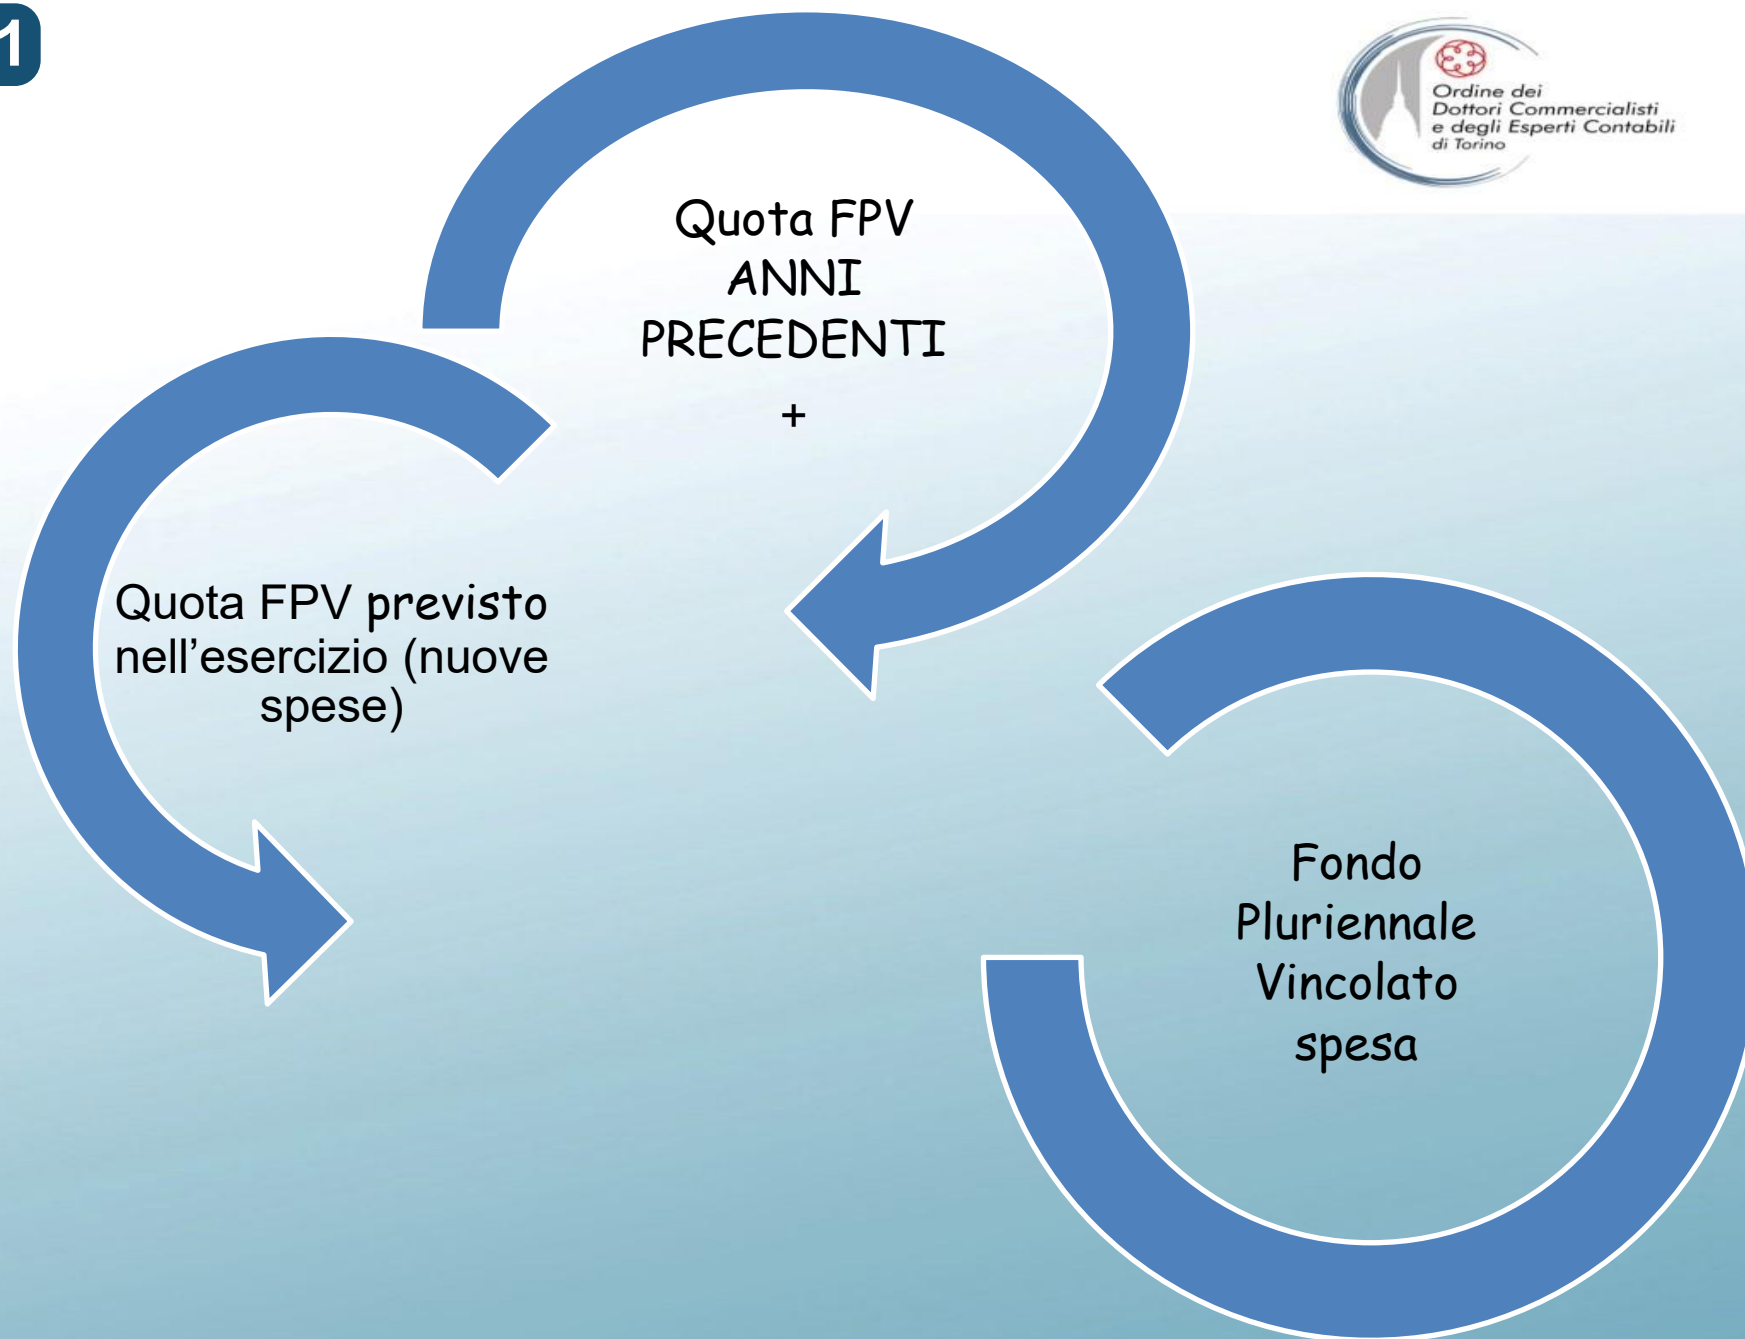 1
Ordine dei
Dottori Commercialisti
e degli Esperti Contabili
di Torino
Quota FPV
ANNI
PRECEDENTI
+
Quota FPV previsto
nell’esercizio (nuove
spese)
Fondo
Pluriennale
Vincolato
spesa